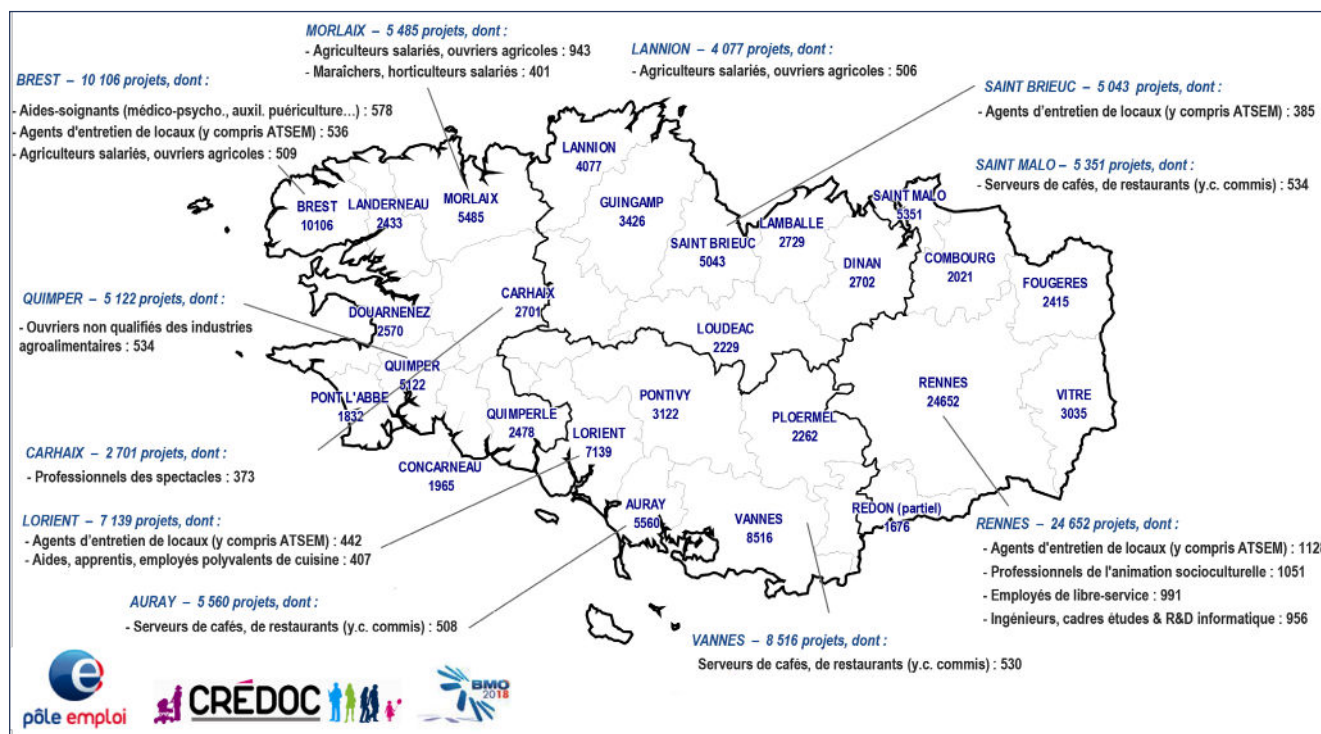 MORLAIX – 5 485 projets, dont :
- Agriculteurs salariés, ouvriers agricoles : 943
- Maraîchers, horticulteurs salariés : 401
LANNION – 4 077 projets, dont :
- Agriculteurs salariés, ouvriers agricoles : 506
BREST – 10 106 projets, dont :
- Aides-soignants (médico-psycho., auxil. puériculture...) : 578
- Agents d'entretien de locaux (y compris ATSEM) : 536
- Agriculteurs salariés, ouvriers agricoles : 509
SAINT BRIEUC – 5 043 projets, dont :
- Agents d'entretien de locaux (y compris ATSEM) : 385
SAINT MALO – 5 351 projets, dont :
- Serveurs de cafés, de restaurants (y.c. commis) : 534
LANNION
4077
BREST
10106
LANDERNEAU
2433
MORLAIX
5485
GUINGAMP
3426
SAINT BRIEUC
5043
LAMBALLE
2729
SAINT MALO
5351
DINAN
2702
COMBOURG
2021
FOUGERES
2415
QUIMPER – 5 122 projets, dont :
- Ouvriers non qualifiés des industries
agroalimentaires : 534
DOUARNENEZ
2570
CARHAIX
2701
LOUDEAC
2229
QUIMPER
5122
PONT L'ABBE
1832
QUIMPERLE
2478
PONTIVY
3122
PLOERMEL
2262
RENNES
24652
VITRE
3035
LORIENT
7139
CONCARNEAU
1965
AURAY
5560
VANNES
8516
REDON (partiel)
1676
CARHAIX – 2 701 projets, dont :
- Professionnels des spectacles : 373
LORIENT – 7 139 projets, dont :
- Agents d'entretien de locaux (y compris ATSEM) : 442
- Aides, apprentis, employés polyvalents de cuisine : 407
AURAY – 5 560 projets, dont :
- Serveurs de cafés, de restaurants (y.c. commis) : 508
VANNES – 8 516 projets, dont :
Serveurs de cafés, de restaurants (y.c. commis) : 530
RENNES – 24 652 projets, dont :
- Agents d'entretien de locaux (y compris ATSEM) : 1128
- Professionnels de l'animation socioculturelle : 1051
- Employés de libre-service : 991
- Ingénieurs, cadres études & R&D informatique : 956
pôle emploi
CRÉDOC
BMO
2018